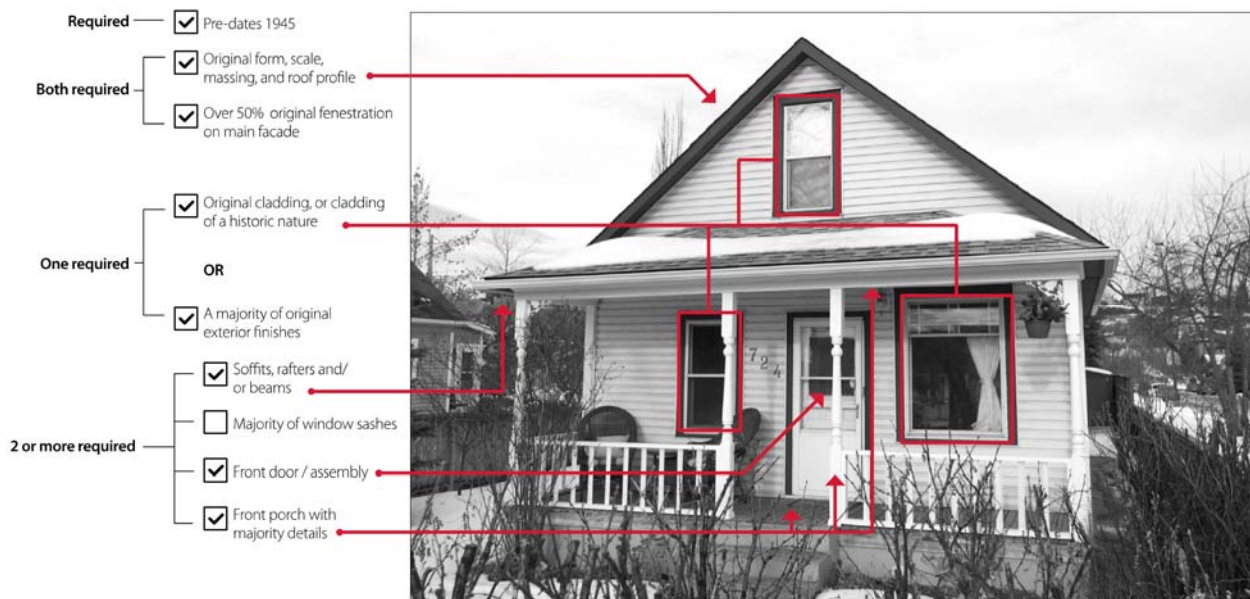 Required
Pre-dates 1945
Both required
Original form, scale,
massing, and roof profile
Over 50% original fenestration
on main facade
One required
Original cladding, or cladding
of a historic nature
OR
A majority of original
exterior finishes
2 or more required
Soffits, rafters and/
or beams
Majority of window sashes
Front door / assembly
Front porch with
majority details
724